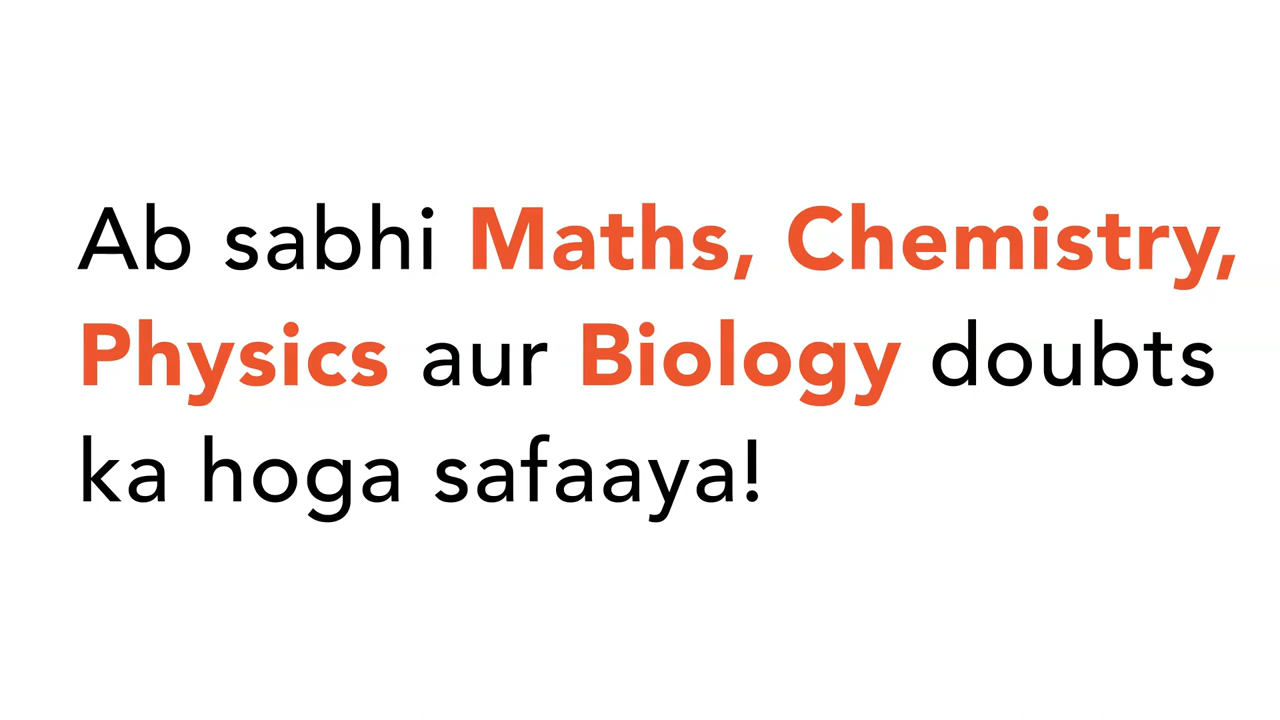 Ab sabhi Maths, Chemistry,
Physics aur Biology doubts
ka hoga safaaya!